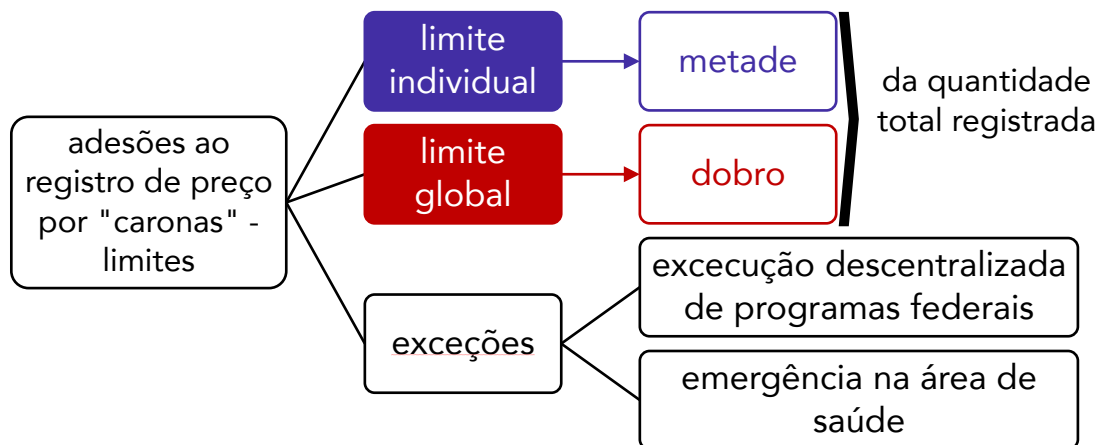 adesões ao
registro de preço
por "caronas" -
limites
limite
individual
metade
limite
global
dobro
da quantidade
total registrada
exceções
excecução descentralizada
de programas federais
emergência na área de
saúde